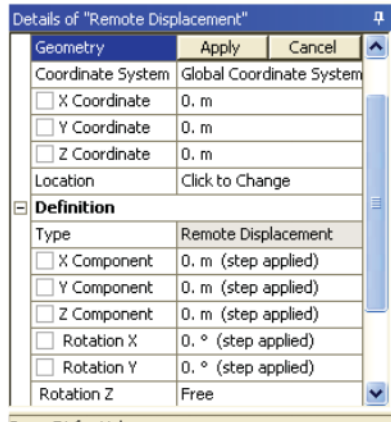 Details of "Remote Displacement"
Geometry Apply Cancel
Coordinate System Global Coordinate System
X Coordinate 0. m
Y Coordinate 0. m
Z Coordinate 0. m
Location Click to Change
Definition
Type Remote Displacement
X Component 0. m (step applied)
Y Component 0. m (step applied)
Z Component 0. m (step applied)
Rotation X 0. ° (step applied)
Rotation Y 0. ° (step applied)
Rotation Z Free